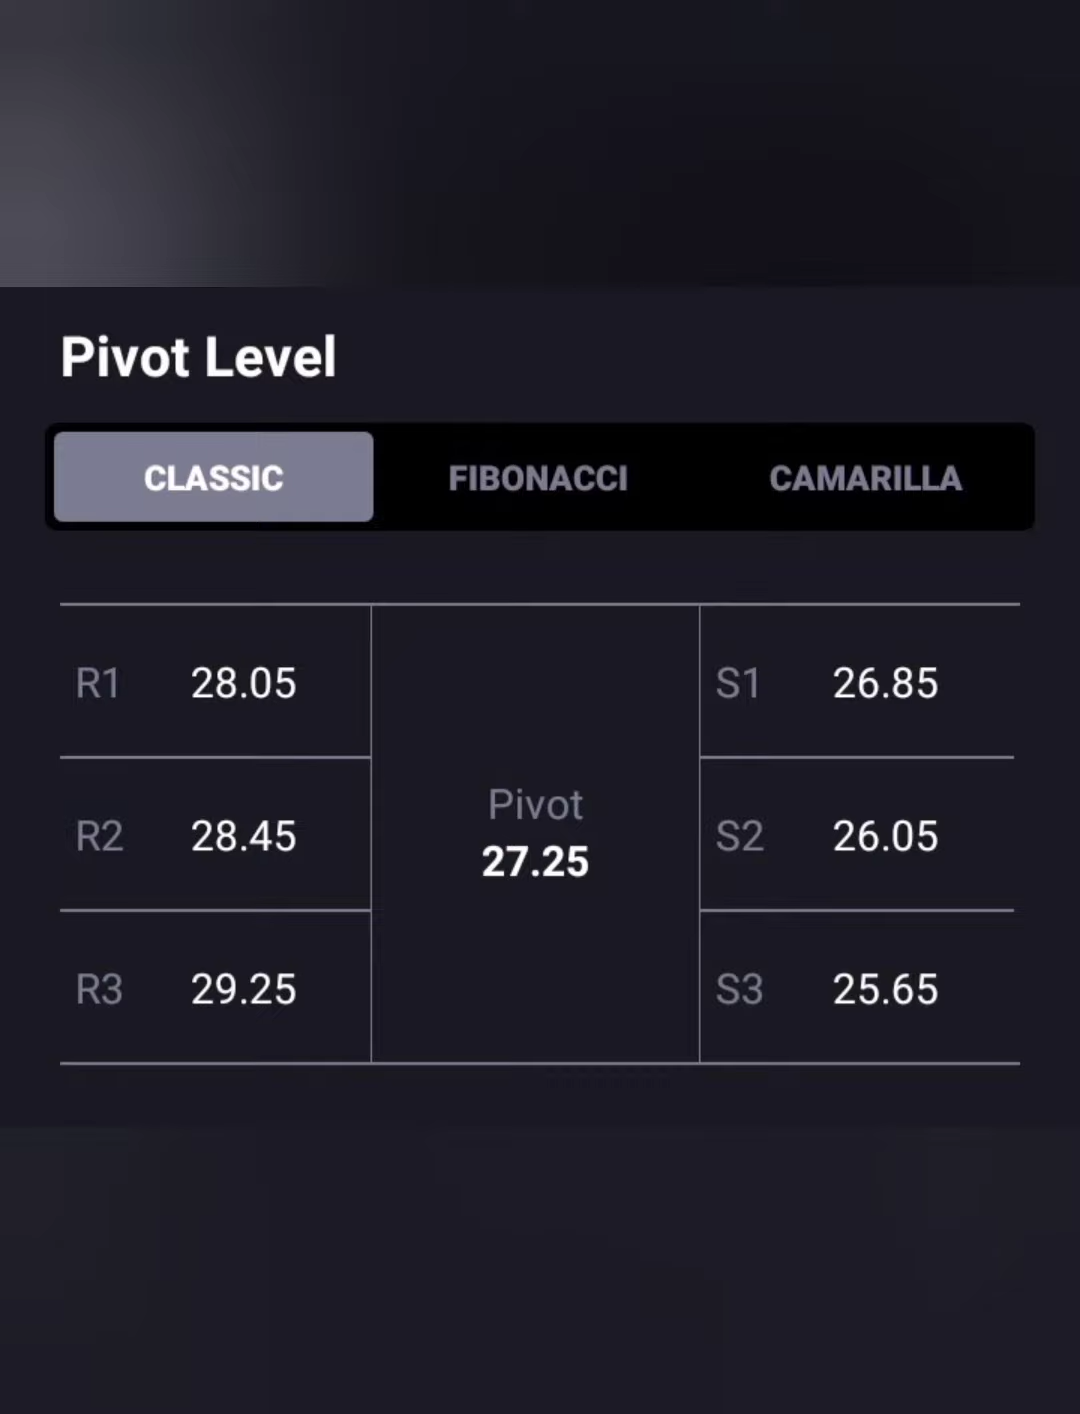 Pivot Level
CLASSIC FIBONACCI CAMARILLA
R1 28.05
R2 28.45
R3 29.25
Pivot
27.25
S1 26.85
S2 26.05
S3 25.65